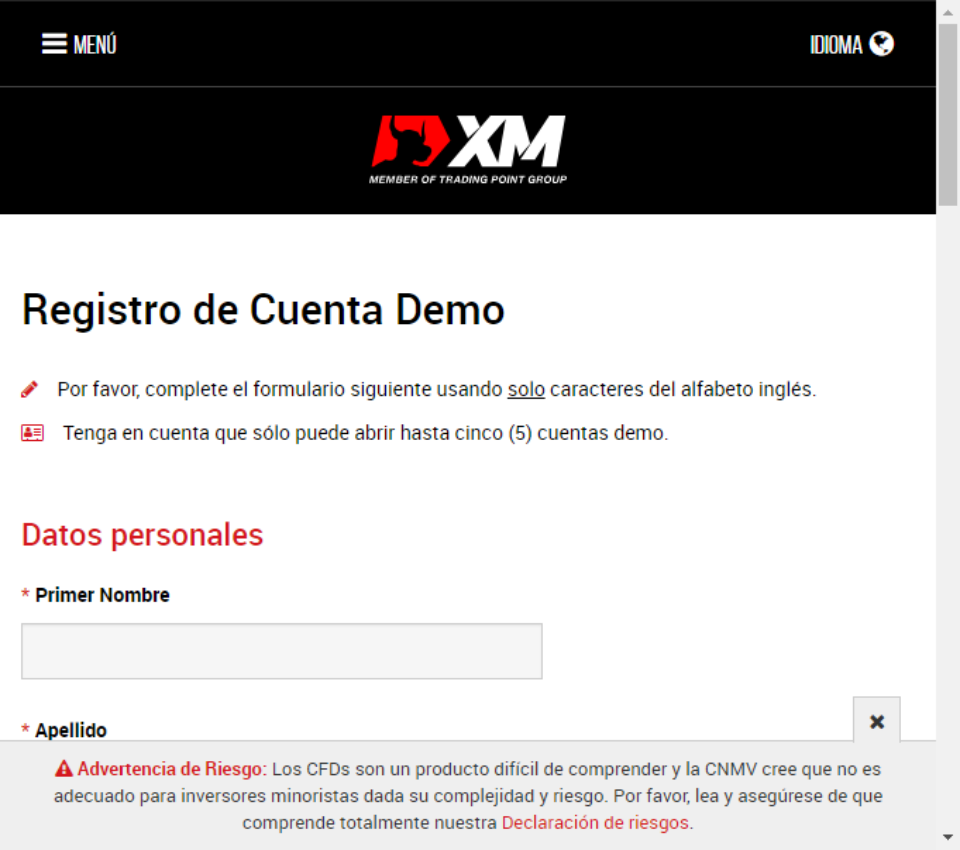 MENÚ
IDIOMA
XM
MEMBER OF TRADING POINT GROUP
Registro de Cuenta Demo
Por favor, complete el formulario siguiente usando solo caracteres del alfabeto inglés.
Tenga en cuenta que sólo puede abrir hasta cinco (5) cuentas demo.
Datos personales
* Primer Nombre
* Apellido
Advertencia de Riesgo: Los CFDs son un producto difícil de comprender y la CNMV cree que no es
adecuado para inversores minoristas dada su complejidad y riesgo. Por favor, lea y asegúrese de que
comprende totalmente nuestra Declaración de riesgos.